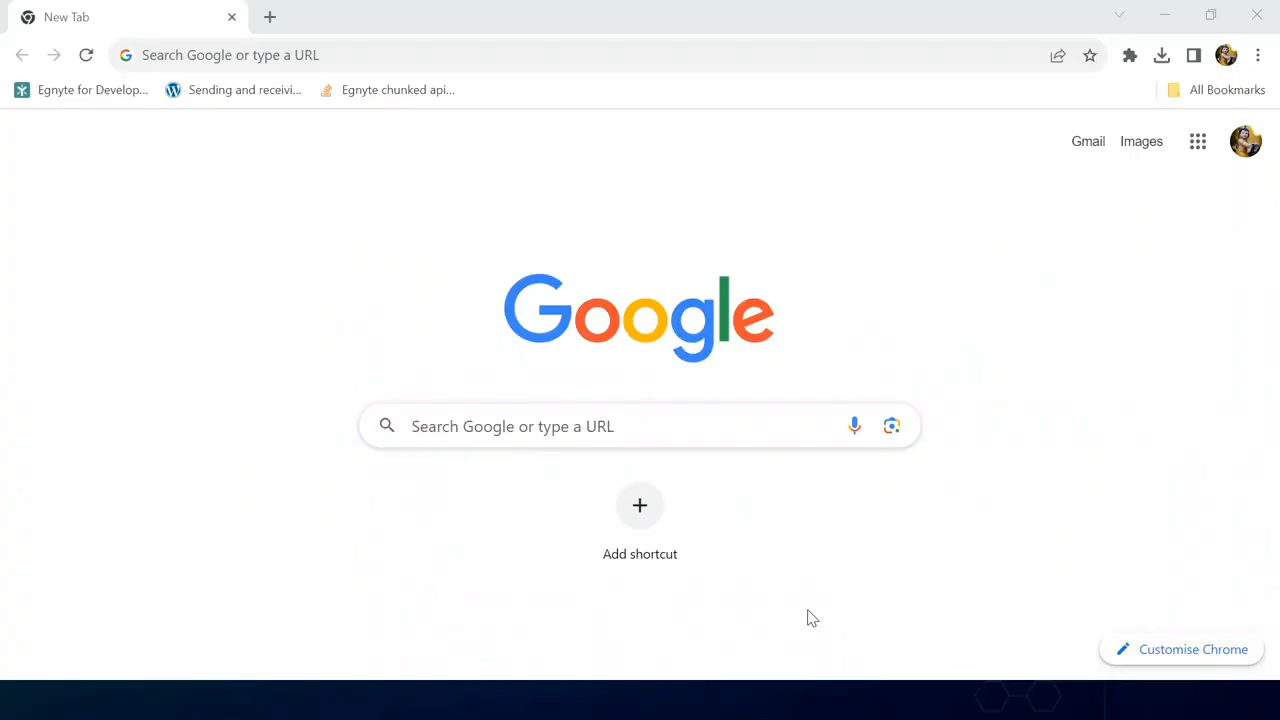 New Tab
Search Google or type a URL
Egnyte for Develop... Sending and receivi... Egnyte chunked api... All Bookmarks
Gmail Images
Google
Search Google or type a URL
Add shortcut
Customise Chrome